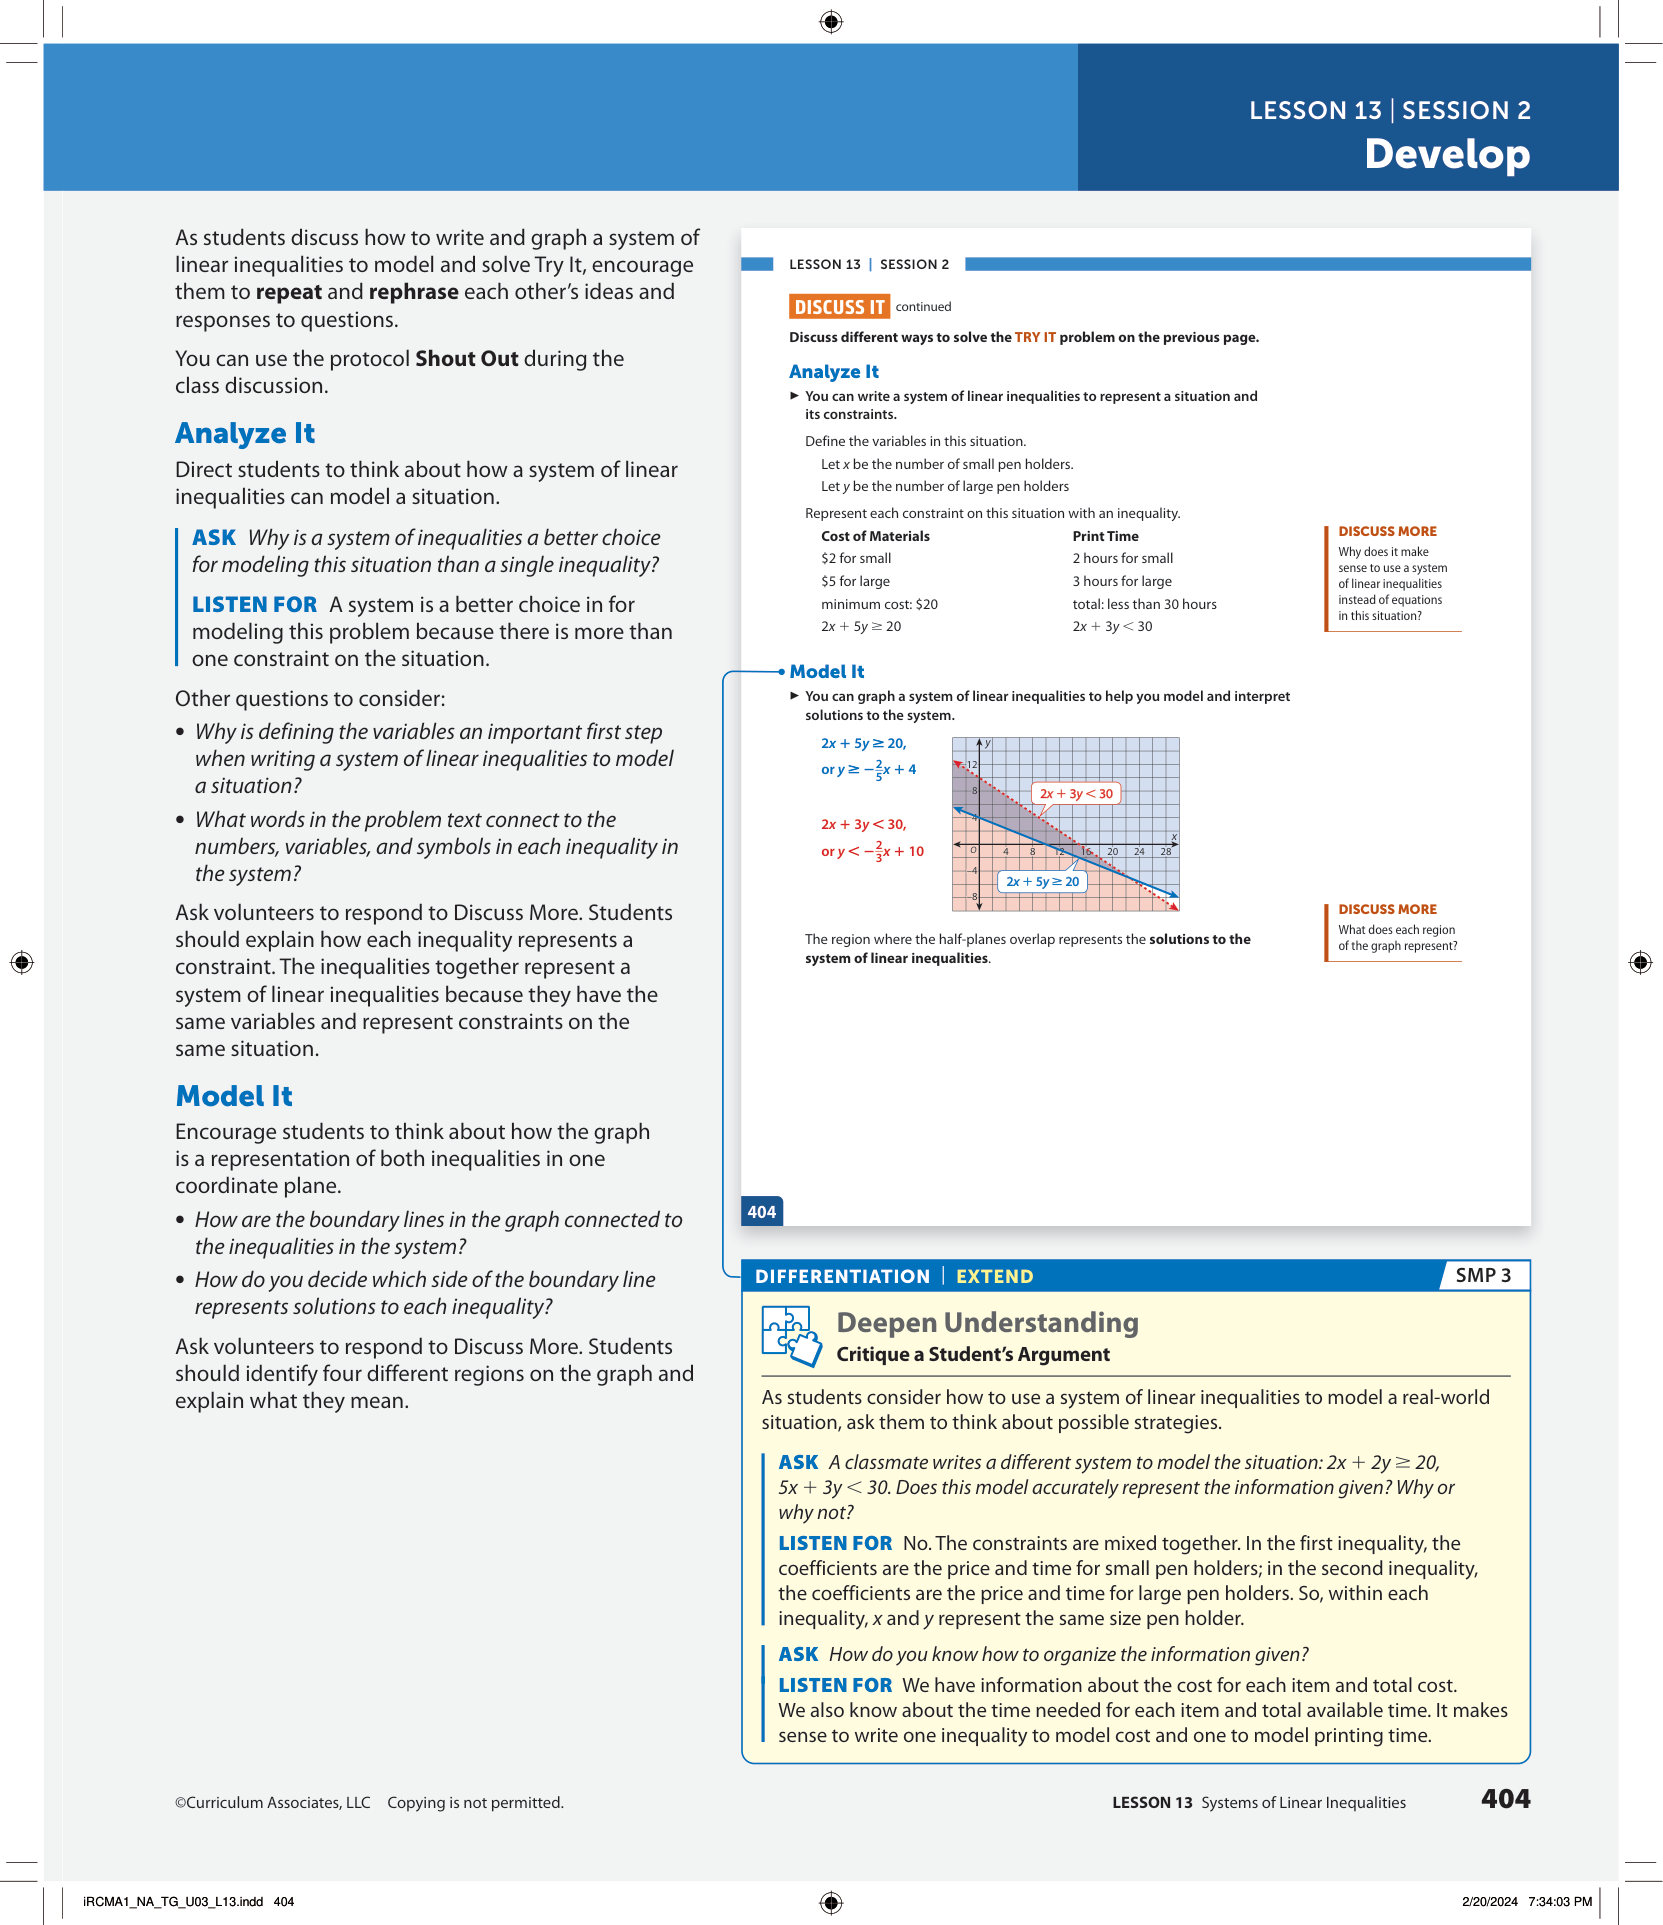 LESSON 13 | SESSION 2
Develop
As students discuss how to write and graph a system of
linear inequalities to model and solve Try It, encourage
them to repeat and rephrase each other's ideas and
responses to questions.
You can use the protocol Shout Out during the
class discussion.
Analyze It
Direct students to think about how a system of linear
inequalities can model a situation.
ASK Why is a system of inequalities a better choice
for modeling this situation than a single inequality?
LISTEN FOR A system is a better choice in for
modeling this problem because there is more than
one constraint on the situation.
Other questions to consider:
• Why is defining the variables an important first step
when writing a system of linear inequalities to model
a situation?
• What words in the problem text connect to the
numbers, variables, and symbols in each inequality in
the system?
Ask volunteers to respond to Discuss More. Students
should explain how each inequality represents a
constraint. The inequalities together represent a
system of linear inequalities because they have the
same variables and represent constraints on the
same situation.
Model It
Encourage students to think about how the graph
is a representation of both inequalities in one
coordinate plane.
• How are the boundary lines in the graph connected to
the inequalities in the system?
• How do you decide which side of the boundary line
represents solutions to each inequality?
Ask volunteers to respond to Discuss More. Students
should identify four different regions on the graph and
explain what they mean.
LESSON 13 | SESSION 2
DISCUSS IT continued
Discuss different ways to solve the TRY IT problem on the previous page.
Analyze It
► You can write a system of linear inequalities to represent a situation and
its constraints.
Define the variables in this situation.
Let x be the number of small pen holders.
Let y be the number of large pen holders
Represent each constraint on this situation with an inequality.
Cost of Materials Print Time
$2 for small 2 hours for small
$5 for large 3 hours for large
minimum cost: $20 total: less than 30 hours
2x + 5y ≥ 20 2x + 3y < 30
DISCUSS MORE
Why does it make
sense to use a system
of linear inequalities
instead of equations
in this situation?
Model It
► You can graph a system of linear inequalities to help you model and interpret
solutions to the system.
2x + 5y ≥ 20,
or y ≥ −2/5x + 4
2x + 3y < 30,
or y < −2/3x + 10
y
12
8
4
2x + 3y < 30
x
O 4 8 12 16 20 24 28
−4
2x + 5y ≥ 20
−8
DISCUSS MORE
What does each region
of the graph represent?
The region where the half-planes overlap represents the solutions to the
system of linear inequalities.
404
DIFFERENTIATION | EXTEND SMP 3
Deepen Understanding
Critique a Student's Argument
As students consider how to use a system of linear inequalities to model a real-world
situation, ask them to think about possible strategies.
ASK A classmate writes a different system to model the situation: 2x + 2y ≥ 20,
5x + 3y < 30. Does this model accurately represent the information given? Why or
why not?
LISTEN FOR No. The constraints are mixed together. In the first inequality, the
coefficients are the price and time for small pen holders; in the second inequality,
the coefficients are the price and time for large pen holders. So, within each
inequality, x and y represent the same size pen holder.
ASK How do you know how to organize the information given?
LISTEN FOR We have information about the cost for each item and total cost.
We also know about the time needed for each item and total available time. It makes
sense to write one inequality to model cost and one to model printing time.
©Curriculum Associates, LLC Copying is not permitted.
LESSON 13 Systems of Linear Inequalities 404
iRCMA1_NA_TG_U03_L13.indd 404
2/20/2024 7:34:03 PM